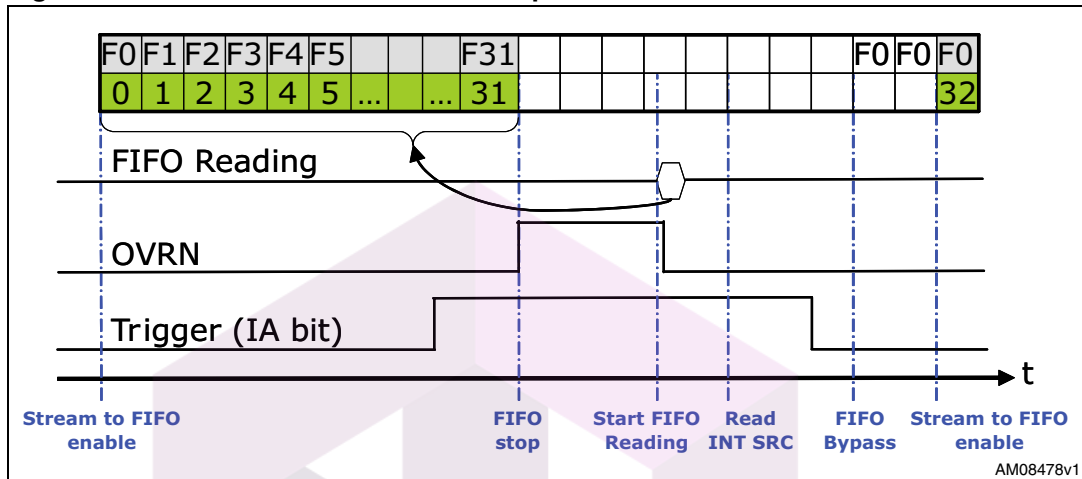 F0 F1 F2 F3 F4 F5 F31 F0 F0 F0
0 1 2 3 4 5 ... ... 31 32
FIFO Reading
OVRN
Trigger (IA bit)
t
Stream to FIFO enable
FIFO stop
Start FIFO Reading
Read INT SRC
FIFO Bypass
Stream to FIFO enable
AM08478v1